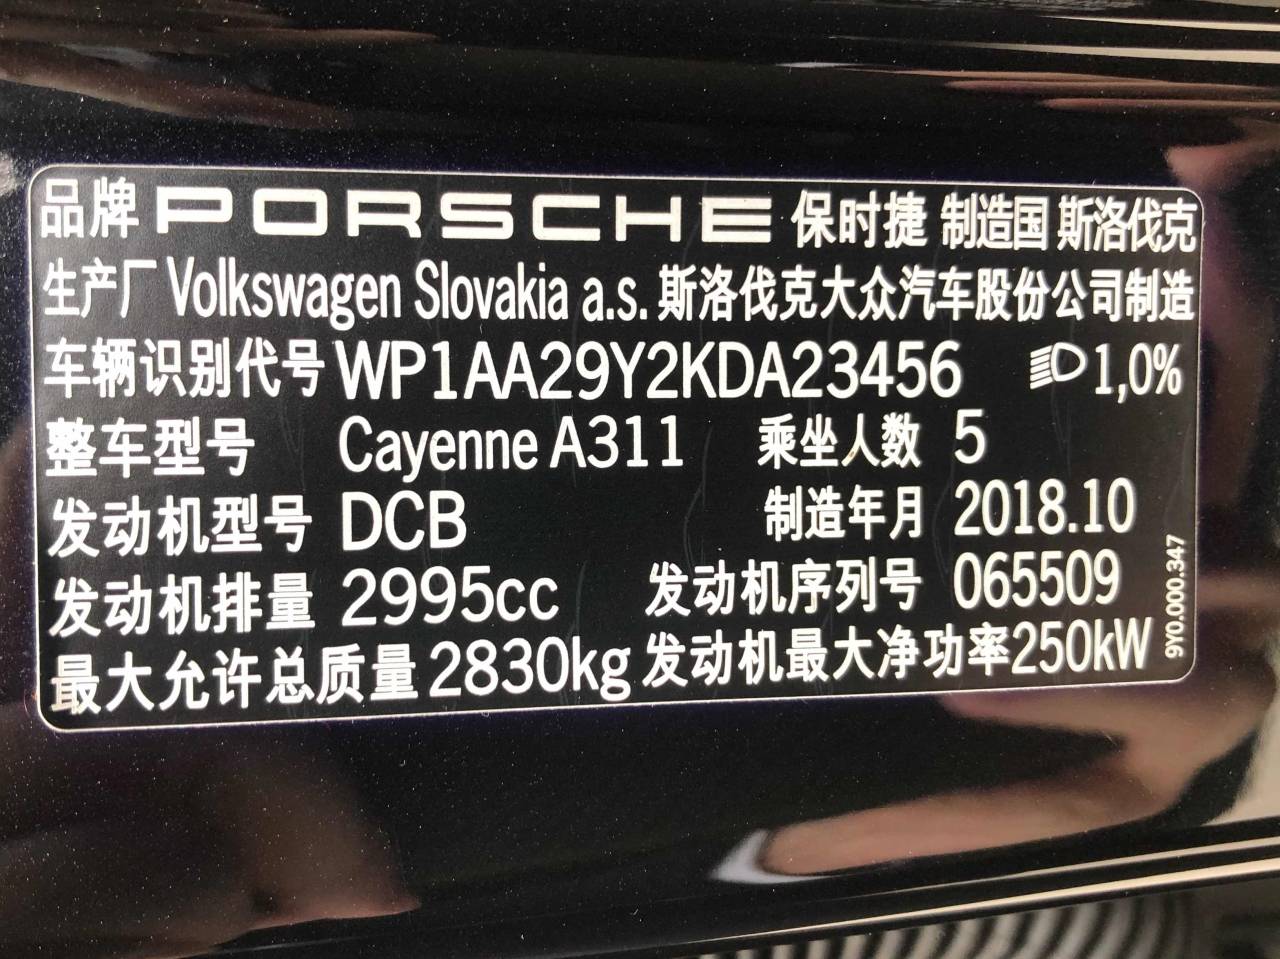 品牌 PORSCHE 保时捷 制造国 斯洛伐克
生产厂 Volkswagen Slovakia a.s. 斯洛伐克大众汽车股份公司制造
车辆识别代号 WP1AA29Y2KDA23456 1,0%
整车型号 Cayenne A311 乘坐人数 5
发动机型号 DCB 制造年月 2018.10
发动机排量 2995cc 发动机序列号 065509
最大允许总质量 2830kg 发动机最大净功率 250kW
9Y0.000.347